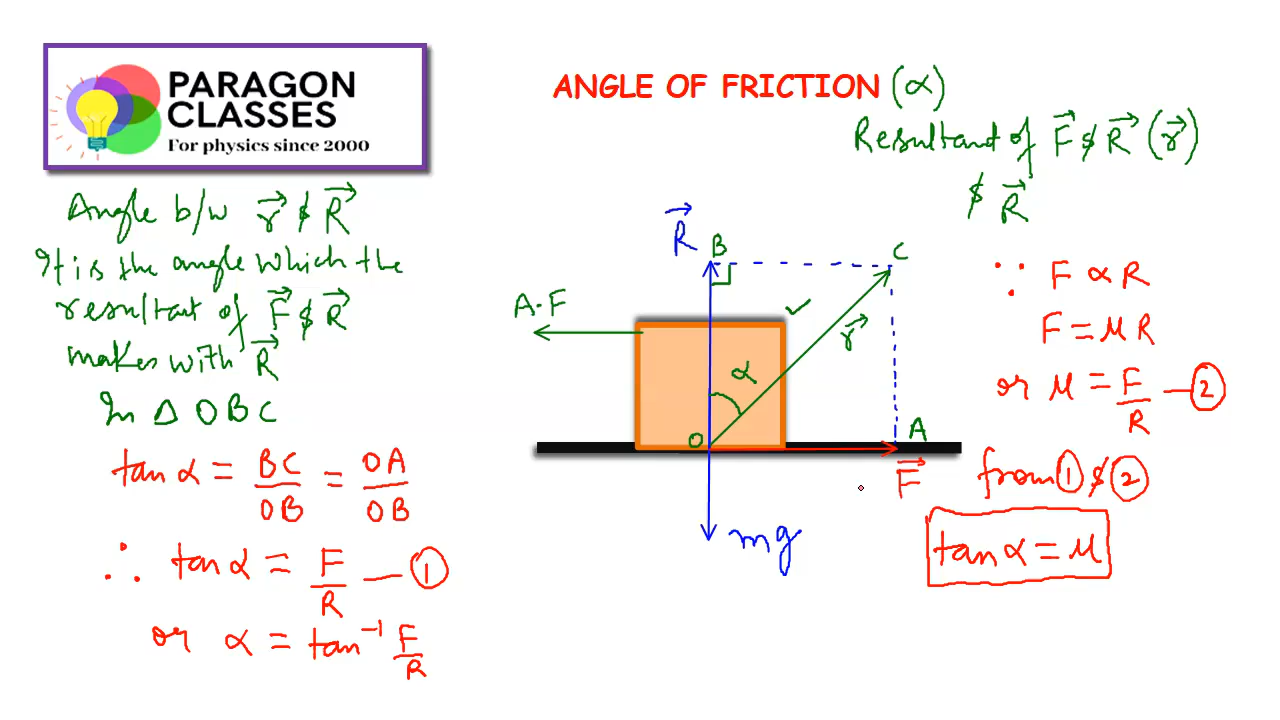 PARAGON
CLASSES
For physics since 2000
ANGLE OF FRICTION (α)
Resultant of F⃗ & R⃗ (r⃗)
& R⃗
Angle b/w r⃗ & R⃗
It is the angle which the
resultant of F⃗ & R⃗
makes with R⃗
In Δ OBC
tan α = BC/OB = OA/OB
∴ tan α = F/R — ①
or α = tan⁻¹ F/R
R⃗
B
C
A·F
α
r⃗
O
A
F⃗
mg
∵ F ∝ R
F = μR
or μ = F/R — ②
from ① & ②
tan α = μ